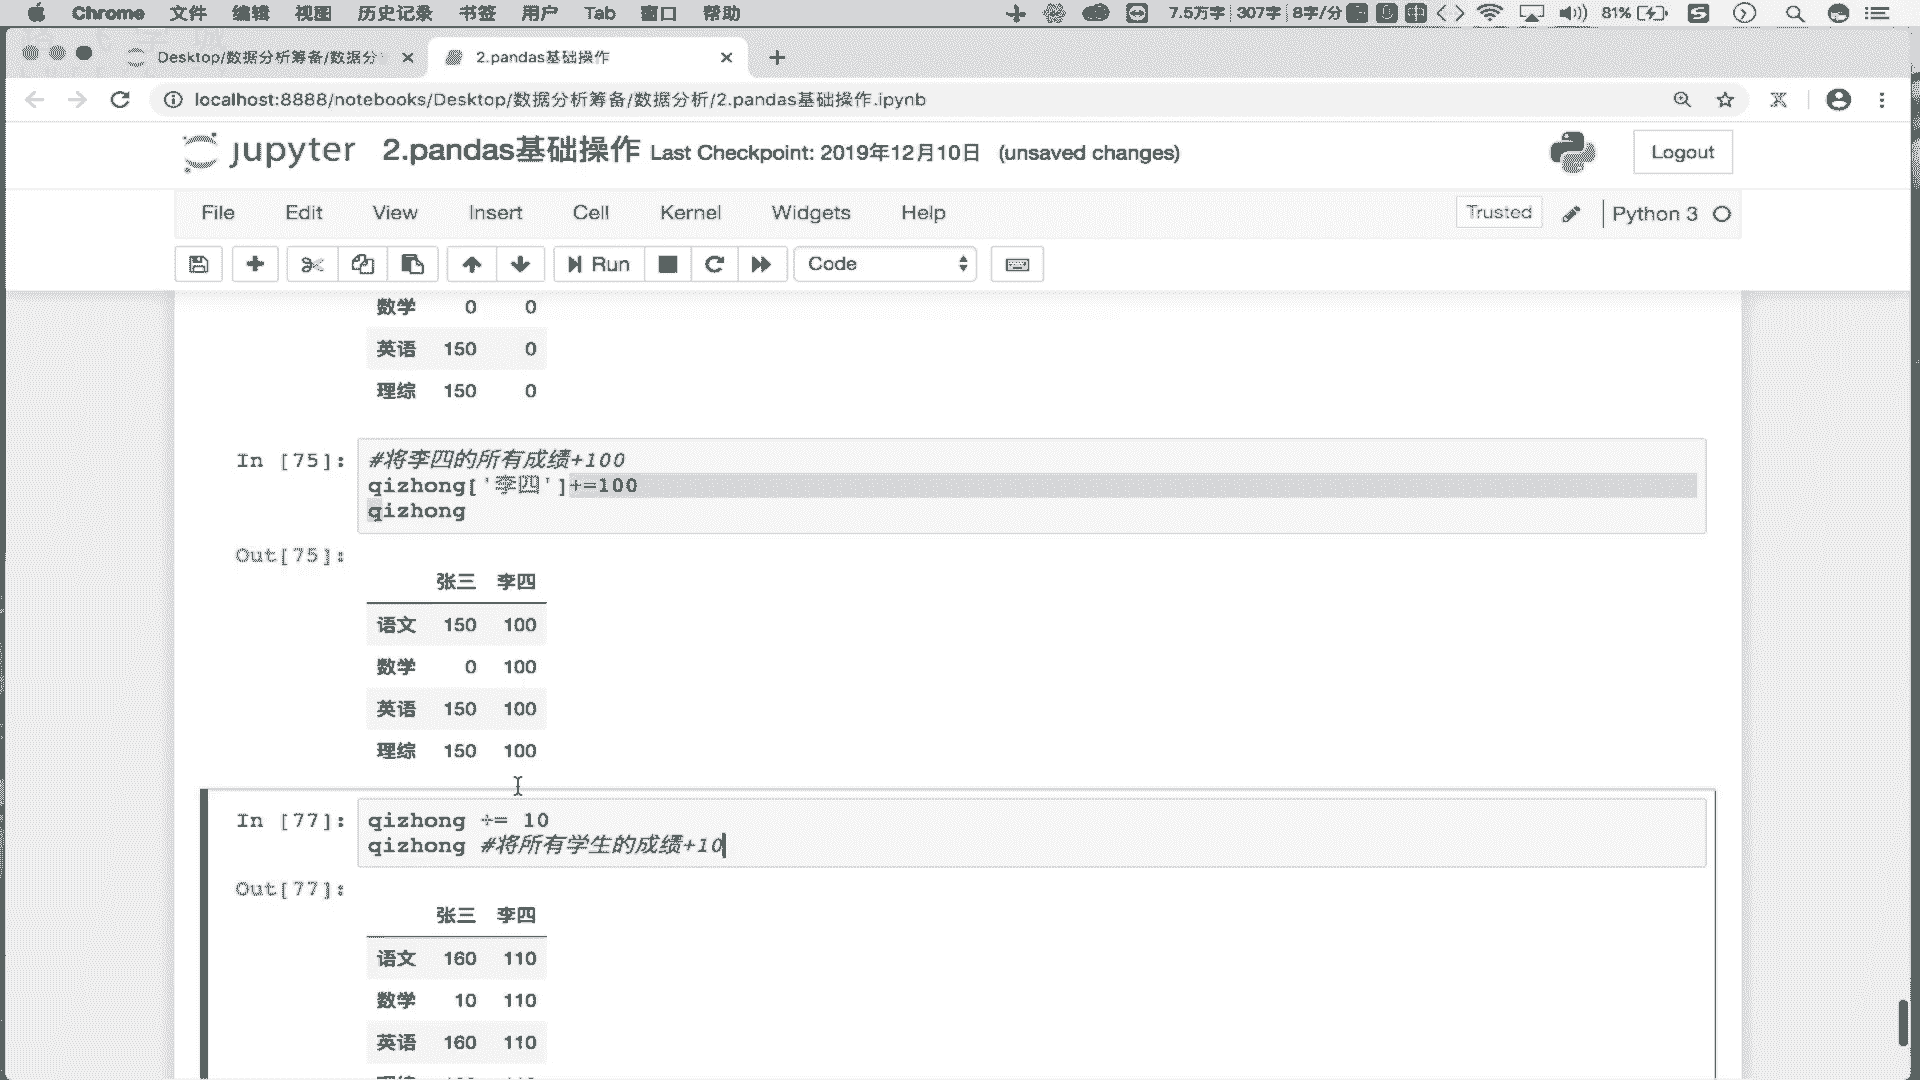 Chrome 文件 编辑 视图 历史记录 书签 用户 Tab 窗口 帮助 7.5万字 307字 8字/分 81%
Desktop/数据分析筹备/数据分 2.pandas基础操作
localhost:8888/notebooks/Desktop/数据分析筹备/数据分析/2.pandas基础操作.ipynb
jupyter 2.pandas基础操作 Last Checkpoint: 2019年12月10日 (unsaved changes) Logout
File Edit View Insert Cell Kernel Widgets Help Trusted Python 3
Run Code
数学 0 0
英语 150 0
理综 150 0
In [75]: #将李四的所有成绩+100
qizhong['李四']+=100
qizhong
Out[75]:
张三 李四
语文 150 100
数学 0 100
英语 150 100
理综 150 100
In [77]: qizhong += 10
qizhong #将所有学生的成绩+10
Out[77]:
张三 李四
语文 160 110
数学 10 110
英语 160 110